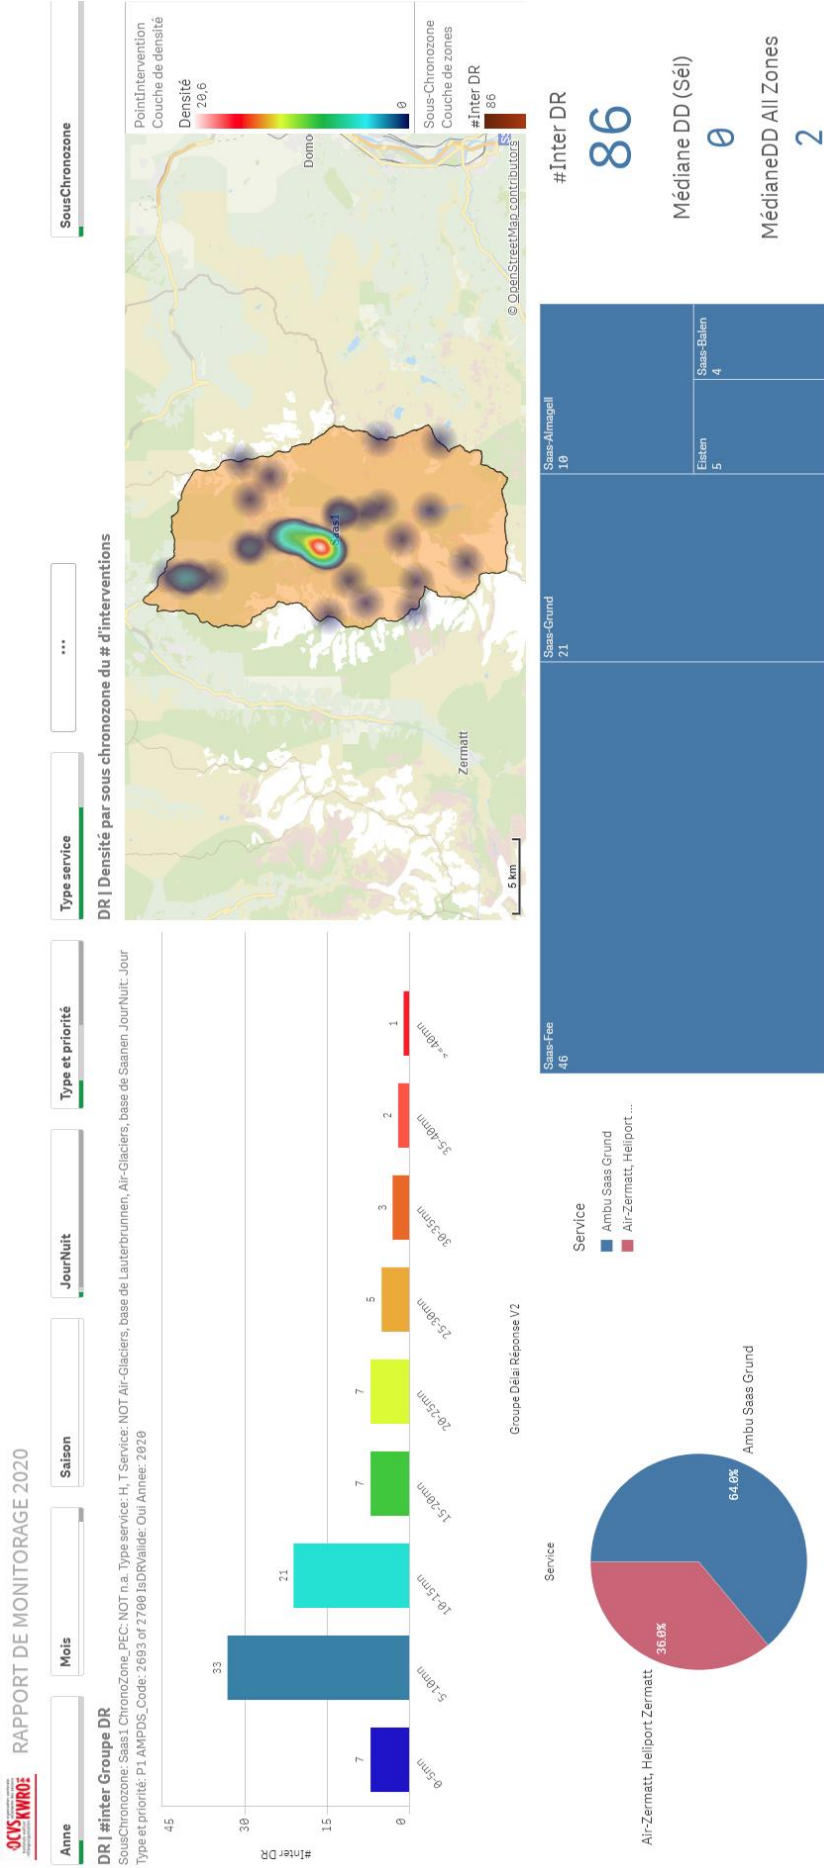 OCVS
KWRO
RAPPORT DE MONITORAGE 2020
Anne
Mois
Saison
JourNuit
Type et priorité
Type service
...
SousChronozone
DR | #inter Groupe DR
SousChronozone: Saas1 ChronoZone_PEC: NOT n.a. Type service: H, T Service: NOT Air-Glaciers, base de Lauterbrunnen, Air-Glaciers, base de Saanen JourNuit: Jour
Type et priorité: P1 AMPDS_Code: 2693 of 2700 IsDRValide: Oui Annee: 2020
#Inter DR
45
30
15
0
7
33
21
7
7
5
3
2
1
0-5mn
5-10mn
10-15mn
15-20mn
20-25mn
25-30mn
30-35mn
35-40mn
>=40mn
Groupe Délai Réponse V2
DR | Densité par sous chronozone du # d'interventions
Saas1
Zermatt
Domo
5 km
© OpenStreetMap contributors
PointIntervention
Couche de densité
Densité
20,6
0
Sous-Chronozone
Couche de zones
#Inter DR
86
Service
Air-Zermatt, Heliport Zermatt
36.0%
64.0%
Ambu Saas Grund
Service
Ambu Saas Grund
Air-Zermatt, Heliport ...
Saas-Fee
46
Saas-Grund
21
Saas-Almagell
10
Eisten
5
Saas-Balen
4
#Inter DR
86
Médiane DD (Sél)
0
MédianeDD All Zones
2